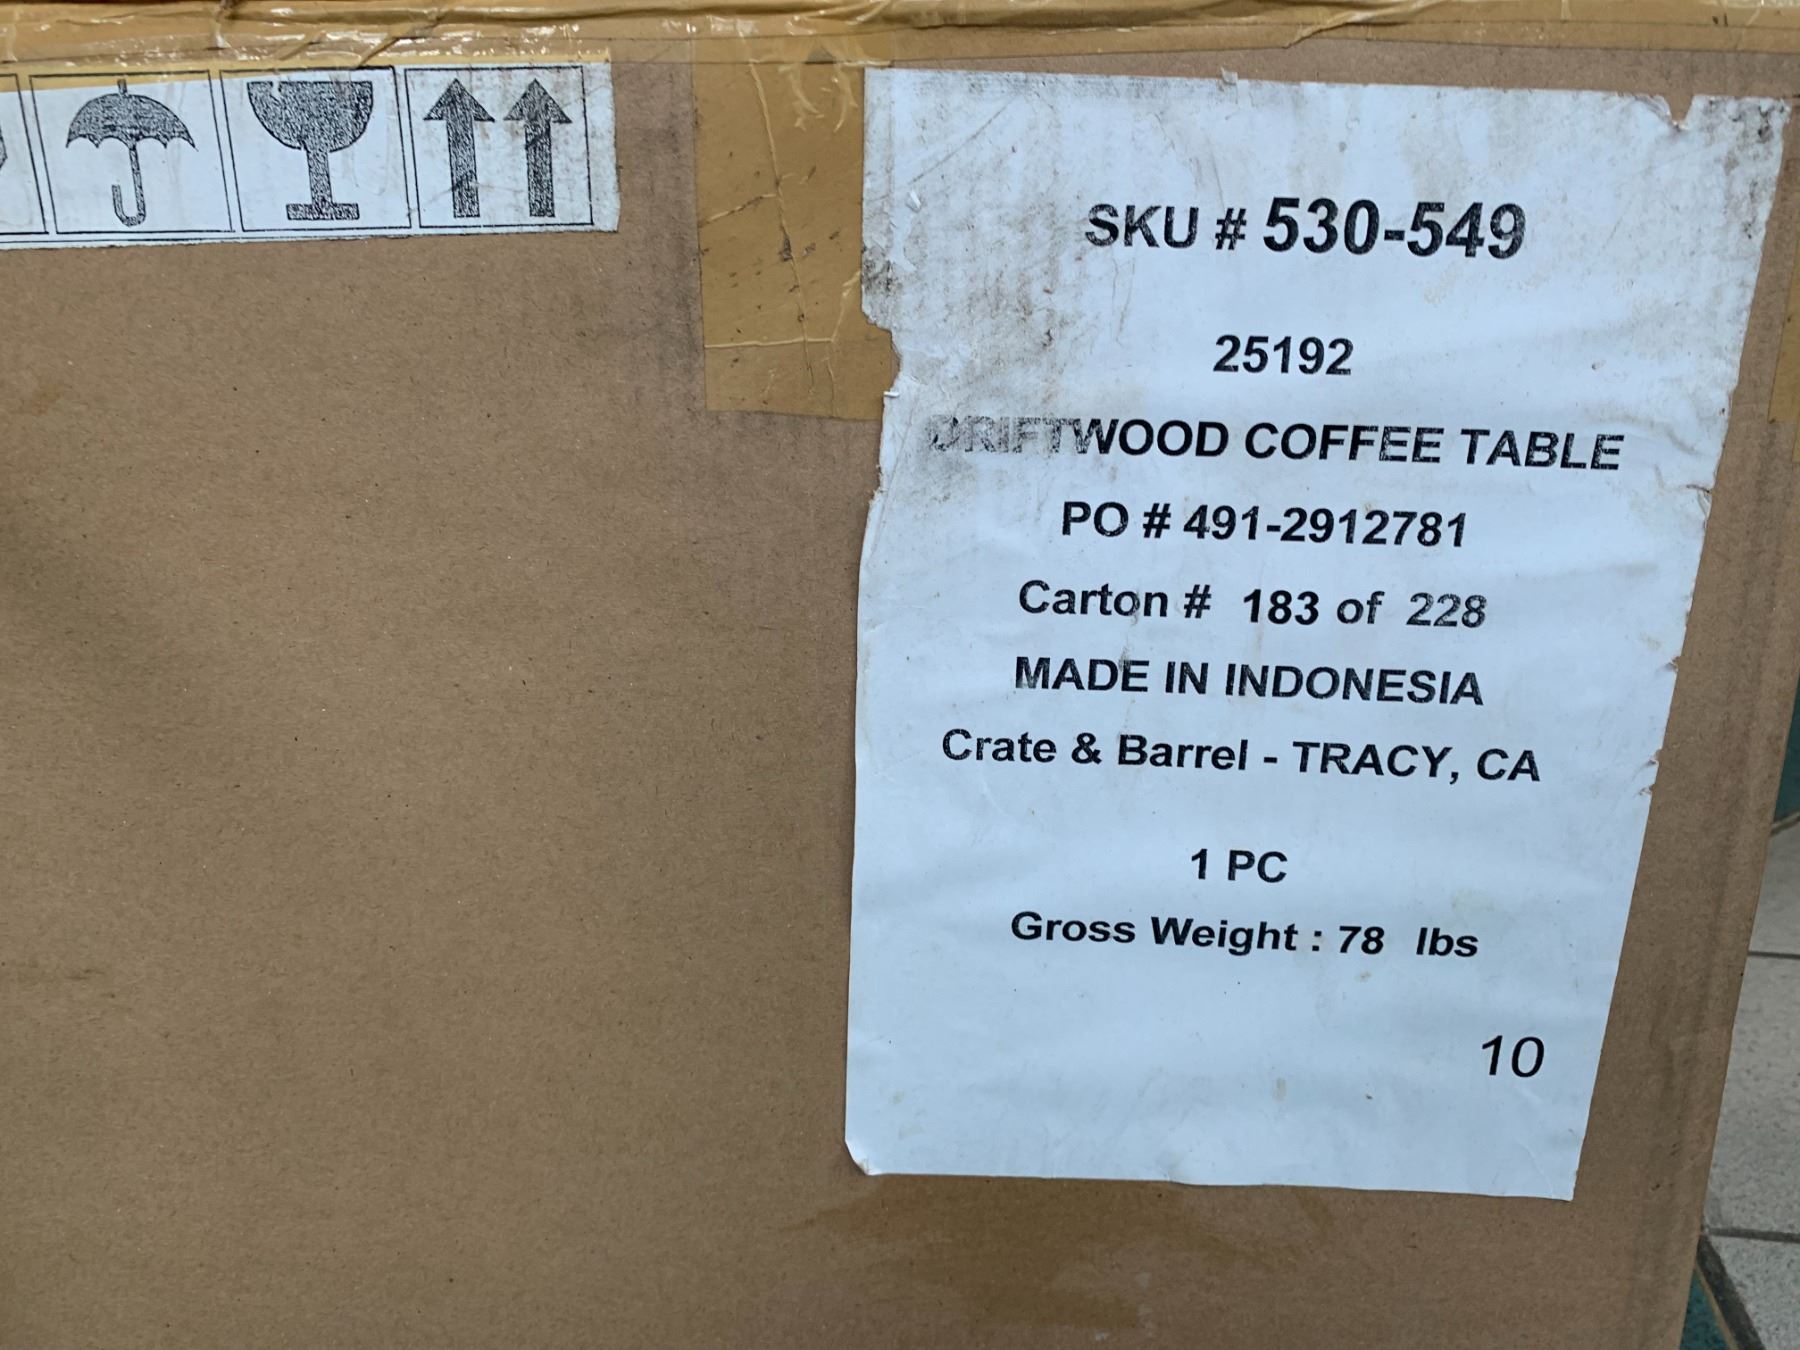 SKU # 530-549
25192
DRIFTWOOD COFFEE TABLE
PO # 491-2912781
Carton # 183 of 228
MADE IN INDONESIA
Crate & Barrel - TRACY, CA
1 PC
Gross Weight : 78 lbs
10